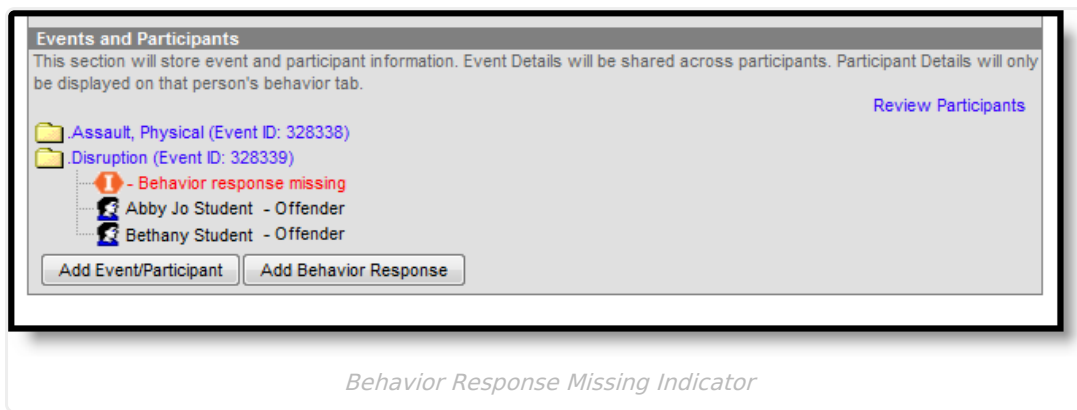 Events and Participants
This section will store event and participant information. Event Details will be shared across participants. Participant Details will only
be displayed on that person's behavior tab.
Review Participants
.Assault, Physical (Event ID: 328338)
.Disruption (Event ID: 328339)
I - Behavior response missing
Abby Jo Student - Offender
Bethany Student - Offender
Add Event/Participant Add Behavior Response
Behavior Response Missing Indicator